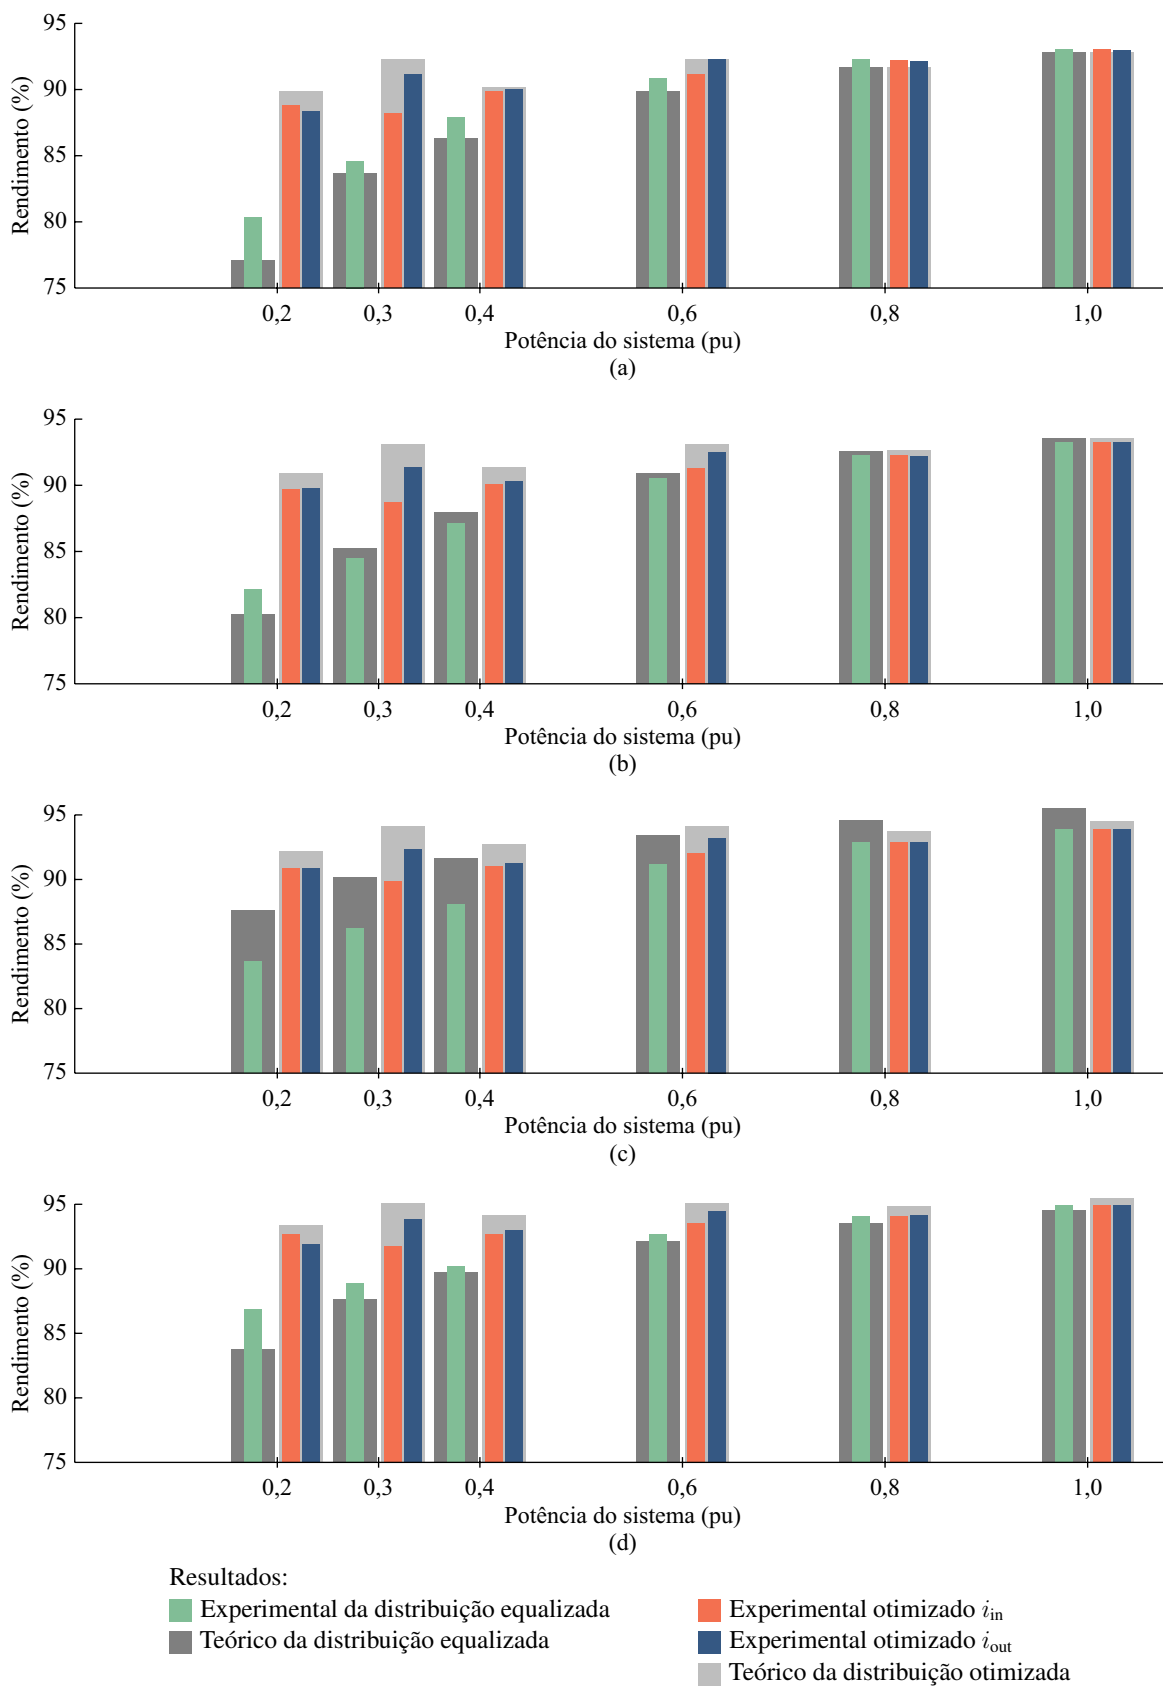 95
90
85
80
75
Rendimento (%)
0,2 0,3 0,4 0,6 0,8 1,0
Potência do sistema (pu)
(a)
95
90
85
80
75
Rendimento (%)
0,2 0,3 0,4 0,6 0,8 1,0
Potência do sistema (pu)
(b)
95
90
85
80
75
Rendimento (%)
0,2 0,3 0,4 0,6 0,8 1,0
Potência do sistema (pu)
(c)
95
90
85
80
75
Rendimento (%)
0,2 0,3 0,4 0,6 0,8 1,0
Potência do sistema (pu)
(d)
Resultados:
Experimental da distribuição equalizada
Teórico da distribuição equalizada
Experimental otimizado i_in
Experimental otimizado i_out
Teórico da distribuição otimizada